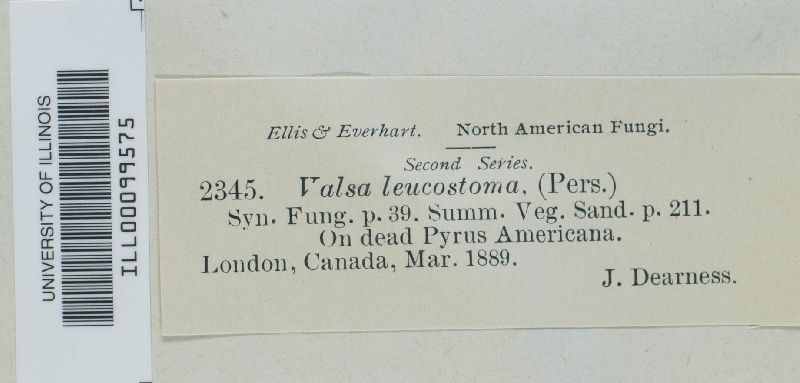 UNIVERSITY OF ILLINOIS
ILL00099575
Ellis & Everhart. North American Fungi.
Second Series.
2345. Valsa leucostoma, (Pers.)
Syn. Fung. p. 39. Summ. Veg. Sand. p. 211.
On dead Pyrus Americana.
London, Canada, Mar. 1889.
J. Dearness.